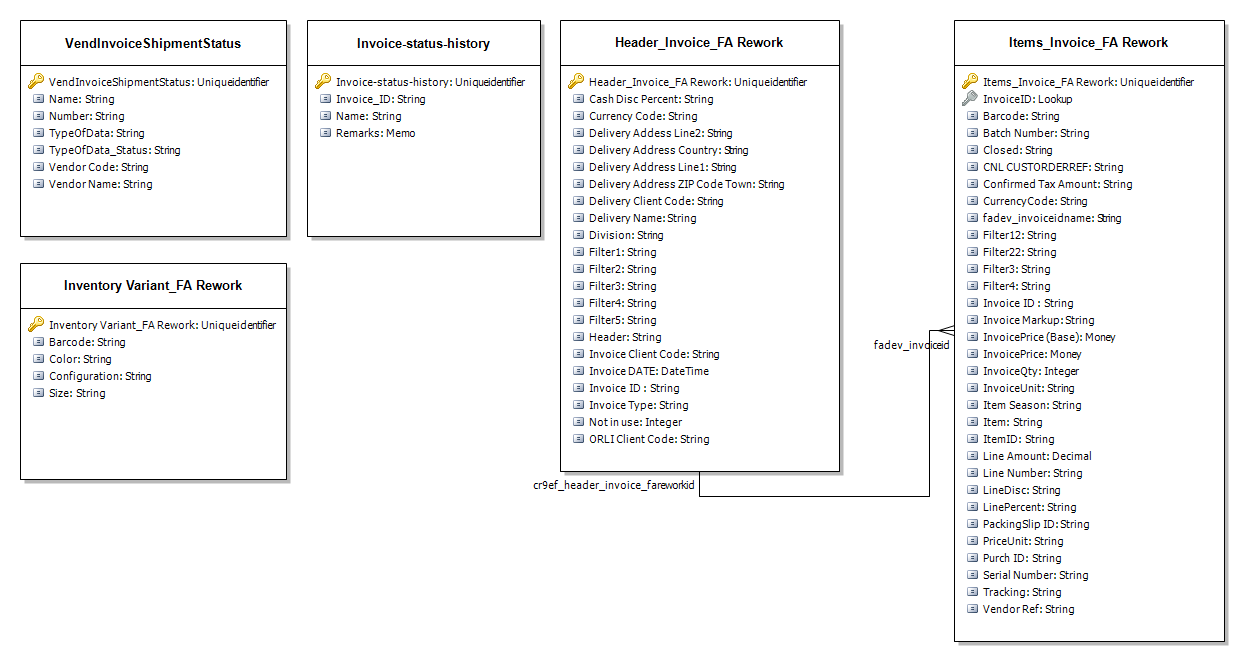 VendInvoiceShipmentStatus
VendInvoiceShipmentStatus: Uniqueidentifier
Name: String
Number: String
TypeOfData: String
TypeOfData_Status: String
Vendor Code: String
Vendor Name: String
Invoice-status-history
Invoice-status-history: Uniqueidentifier
Invoice_ID: String
Name: String
Remarks: Memo
Inventory Variant_FA Rework
Inventory Variant_FA Rework: Uniqueidentifier
Barcode: String
Color: String
Configuration: String
Size: String
Header_Invoice_FA Rework
Header_Invoice_FA Rework: Uniqueidentifier
Cash Disc Percent: String
Currency Code: String
Delivery Addess Line2: String
Delivery Address Country: String
Delivery Address Line1: String
Delivery Address ZIP Code Town: String
Delivery Client Code: String
Delivery Name: String
Division: String
Filter1: String
Filter2: String
Filter3: String
Filter4: String
Filter5: String
Header: String
Invoice Client Code: String
Invoice DATE: DateTime
Invoice ID : String
Invoice Type: String
Not in use: Integer
ORLI Client Code: String
cr9ef_header_invoice_fareworkid
fadev_invoiceid
Items_Invoice_FA Rework
Items_Invoice_FA Rework: Uniqueidentifier
InvoiceID: Lookup
Barcode: String
Batch Number: String
Closed: String
CNL CUSTORDERREF: String
Confirmed Tax Amount: String
CurrencyCode: String
fadev_invoiceidname: String
Filter12: String
Filter22: String
Filter3: String
Filter4: String
Invoice ID : String
Invoice Markup: String
InvoicePrice (Base): Money
InvoicePrice: Money
InvoiceQty: Integer
InvoiceUnit: String
Item Season: String
Item: String
ItemID: String
Line Amount: Decimal
Line Number: String
LineDisc: String
LinePercent: String
PackingSlip ID: String
PriceUnit: String
Purch ID: String
Serial Number: String
Tracking: String
Vendor Ref: String